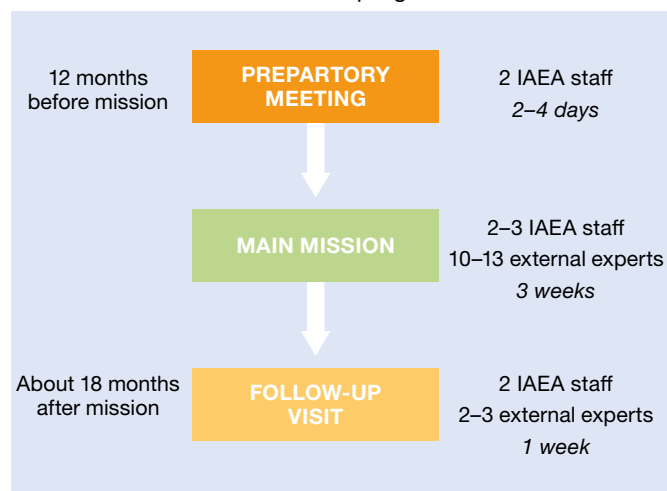 12 months
before mission
PREPARTORY
MEETING
2 IAEA staff
2–4 days
MAIN MISSION
2–3 IAEA staff
10–13 external experts
3 weeks
About 18 months
after mission
FOLLOW-UP
VISIT
2 IAEA staff
2–3 external experts
1 week